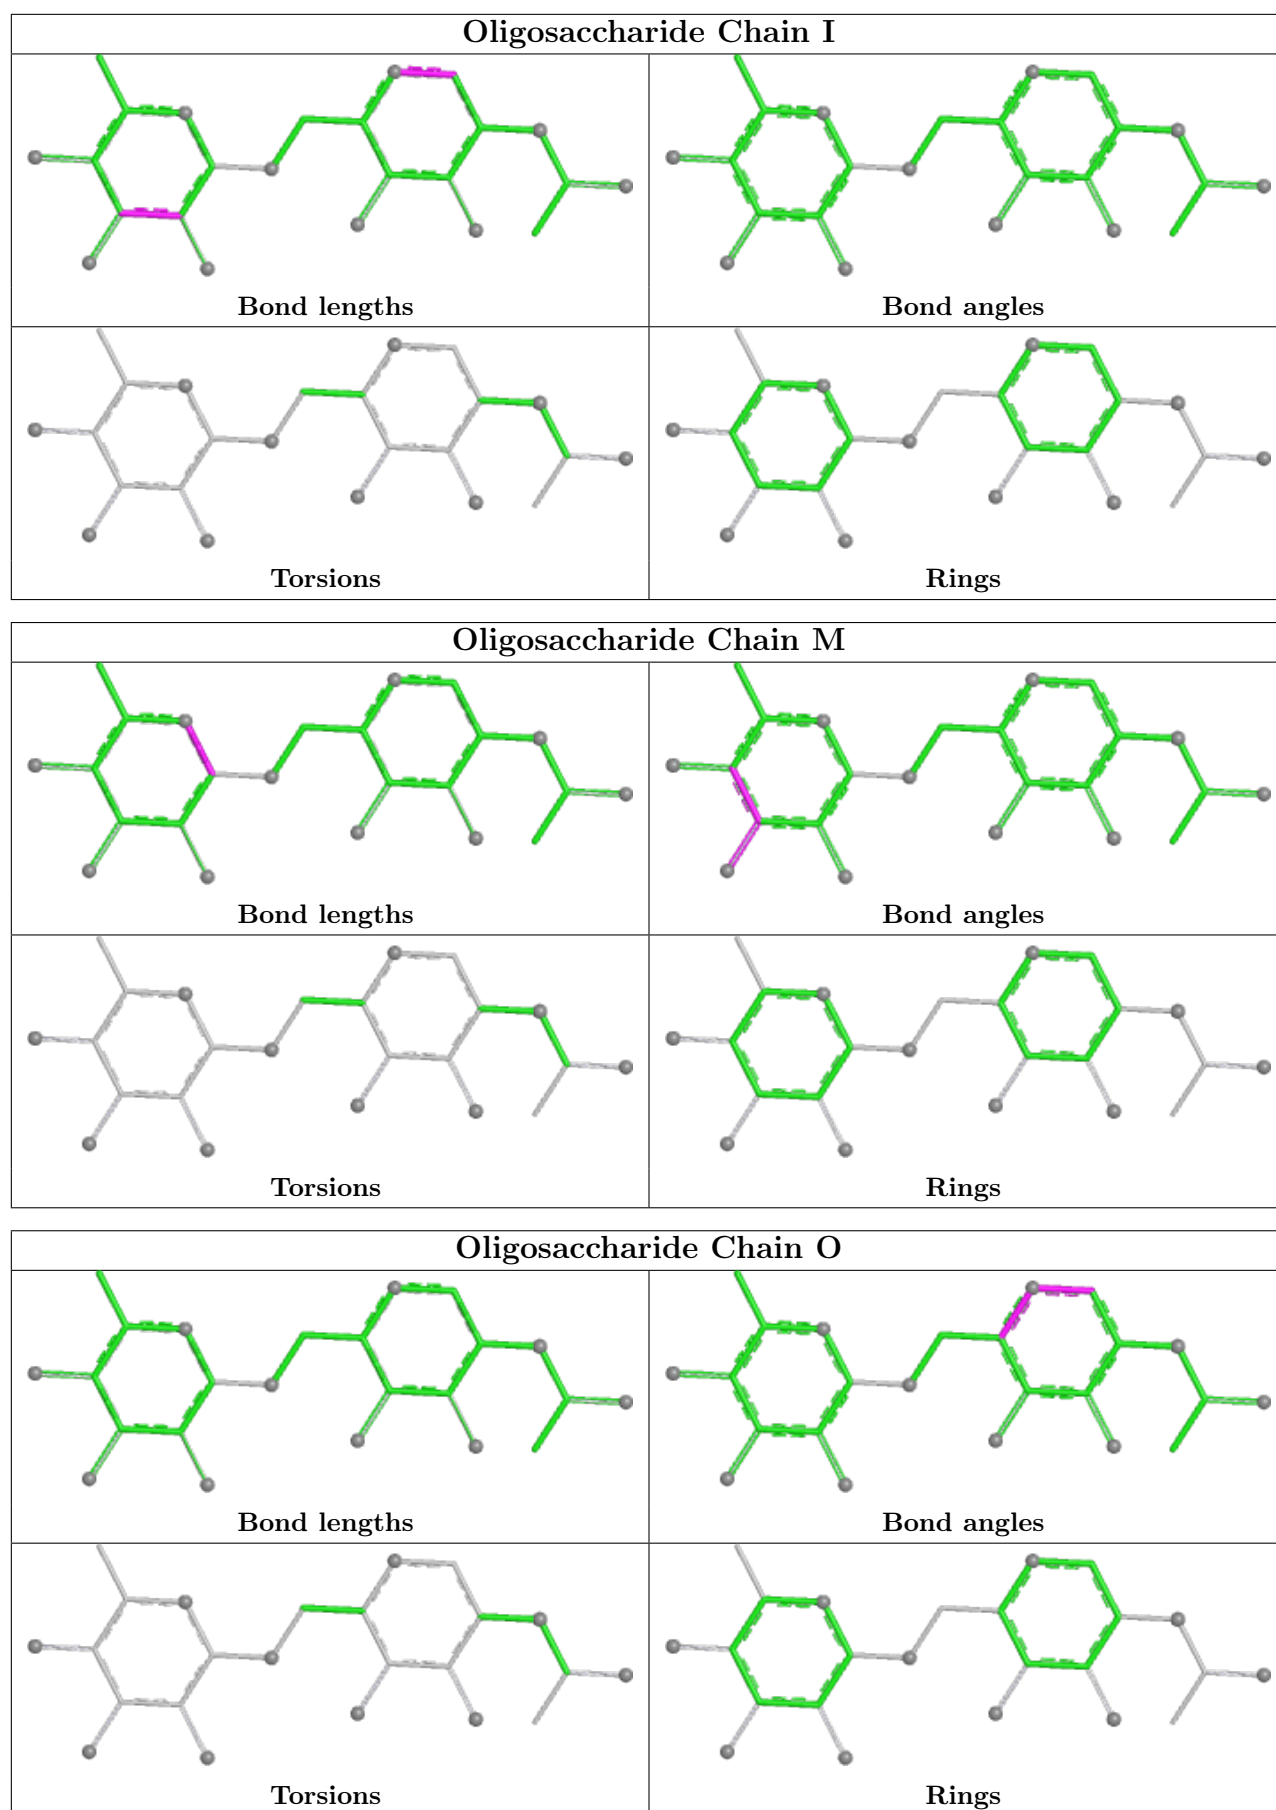 Oligosaccharide Chain I
Bond lengths
Bond angles
Torsions
Rings
Oligosaccharide Chain M
Bond lengths
Bond angles
Torsions
Rings
Oligosaccharide Chain O
Bond lengths
Bond angles
Torsions
Rings